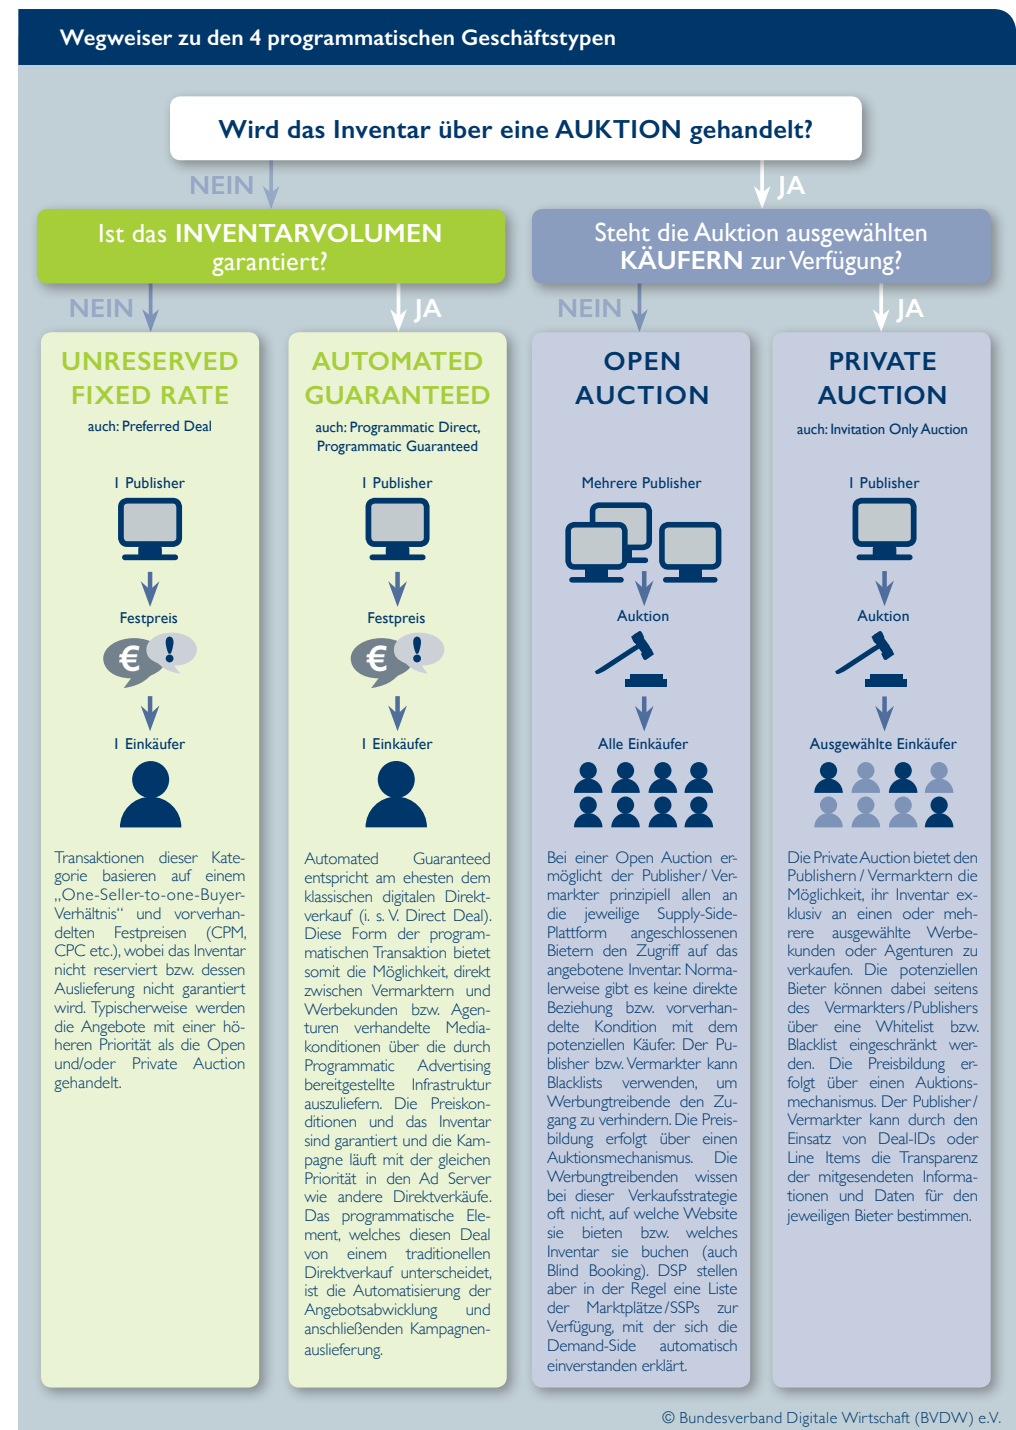 Wegweiser zu den 4 programmatischen Geschäftstypen
Wird das Inventar über eine AUKTION gehandelt?
NEIN
JA
Ist das INVENTARVOLUMEN
garantiert?
Steht die Auktion ausgewählten
KÄUFERN zur Verfügung?
NEIN
JA
NEIN
JA
UNRESERVED
FIXED RATE
auch: Preferred Deal
1 Publisher
Festpreis
€ !
1 Einkäufer
Transaktionen dieser Kate-
gorie basieren auf einem
„One-Seller-to-one-Buyer-
Verhältnis“ und vorverhan-
delten Festpreisen (CPM,
CPC etc.), wobei das Inventar
nicht reserviert bzw. dessen
Auslieferung nicht garantiert
wird. Typischerweise werden
die Angebote mit einer hö-
heren Priorität als die Open
und/oder Private Auction
gehandelt.
AUTOMATED
GUARANTEED
auch: Programmatic Direct,
Programmatic Guaranteed
1 Publisher
Festpreis
€ !
1 Einkäufer
Automated Guaranteed
entspricht am ehesten dem
klassischen digitalen Direkt-
verkauf (i. s. V. Direct Deal).
Diese Form der program-
matischen Transaktion bietet
somit die Möglichkeit, direkt
zwischen Vermarktern und
Werbekunden bzw. Agen-
turen verhandelte Media-
konditionen über die durch
Programmatic Advertising
bereitgestellte Infrastruktur
auszuliefern. Die Preiskon-
ditionen und das Inventar
sind garantiert und die Kam-
pagne läuft mit der gleichen
Priorität in den Ad Server
wie andere Direktverkäufe.
Das programmatische Ele-
ment, welches diesen Deal
von einem traditionellen
Direktverkauf unterscheidet,
ist die Automatisierung der
Angebotsabwicklung und
anschließenden Kampagnen-
auslieferung.
OPEN
AUCTION
Mehrere Publisher
Auktion
Alle Einkäufer
Bei einer Open Auction er-
möglicht der Publisher/ Ver-
markter prinzipiell allen an
die jeweilige Supply-Side-
Plattform angeschlossenen
Bietern den Zugriff auf das
angebotene Inventar. Norma-
lerweise gibt es keine direkte
Beziehung bzw. vorverhan-
delte Kondition mit dem
potenziellen Käufer. Der Pu-
blisher bzw. Vermarkter kann
Blacklists verwenden, um
Werbungtreibende den Zu-
gang zu verhindern. Die Preis-
bildung erfolgt über einen
Auktionsmechanismus. Die
Werbungtreibenden wissen
bei dieser Verkaufsstrategie
oft nicht, auf welche Website
sie bieten bzw. welches
Inventar sie buchen (auch
Blind Booking). DSP stellen
aber in der Regel eine Liste
der Marktplätze/SSPs zur
Verfügung, mit der sich die
Demand-Side automatisch
einverstanden erklärt.
PRIVATE
AUCTION
auch: Invitation Only Auction
1 Publisher
Auktion
Ausgewählte Einkäufer
Die Private Auction bietet den
Publishern / Vermarktern die
Möglichkeit, ihr Inventar ex-
klusiv an einen oder meh-
rere ausgewählte Werbe-
kunden oder Agenturen zu
verkaufen. Die potenziellen
Bieter können dabei seitens
des Vermarkters/Publishers
über eine Whitelist bzw.
Blacklist eingeschränkt wer-
den. Die Preisbildung er-
folgt über einen Auktions-
mechanismus. Der Publisher/
Vermarkter kann durch den
Einsatz von Deal-IDs oder
Line Items die Transparenz
der mitgesendeten Informa-
tionen und Daten für den
jeweiligen Bieter bestimmen.
© Bundesverband Digitale Wirtschaft (BVDW) e.V.